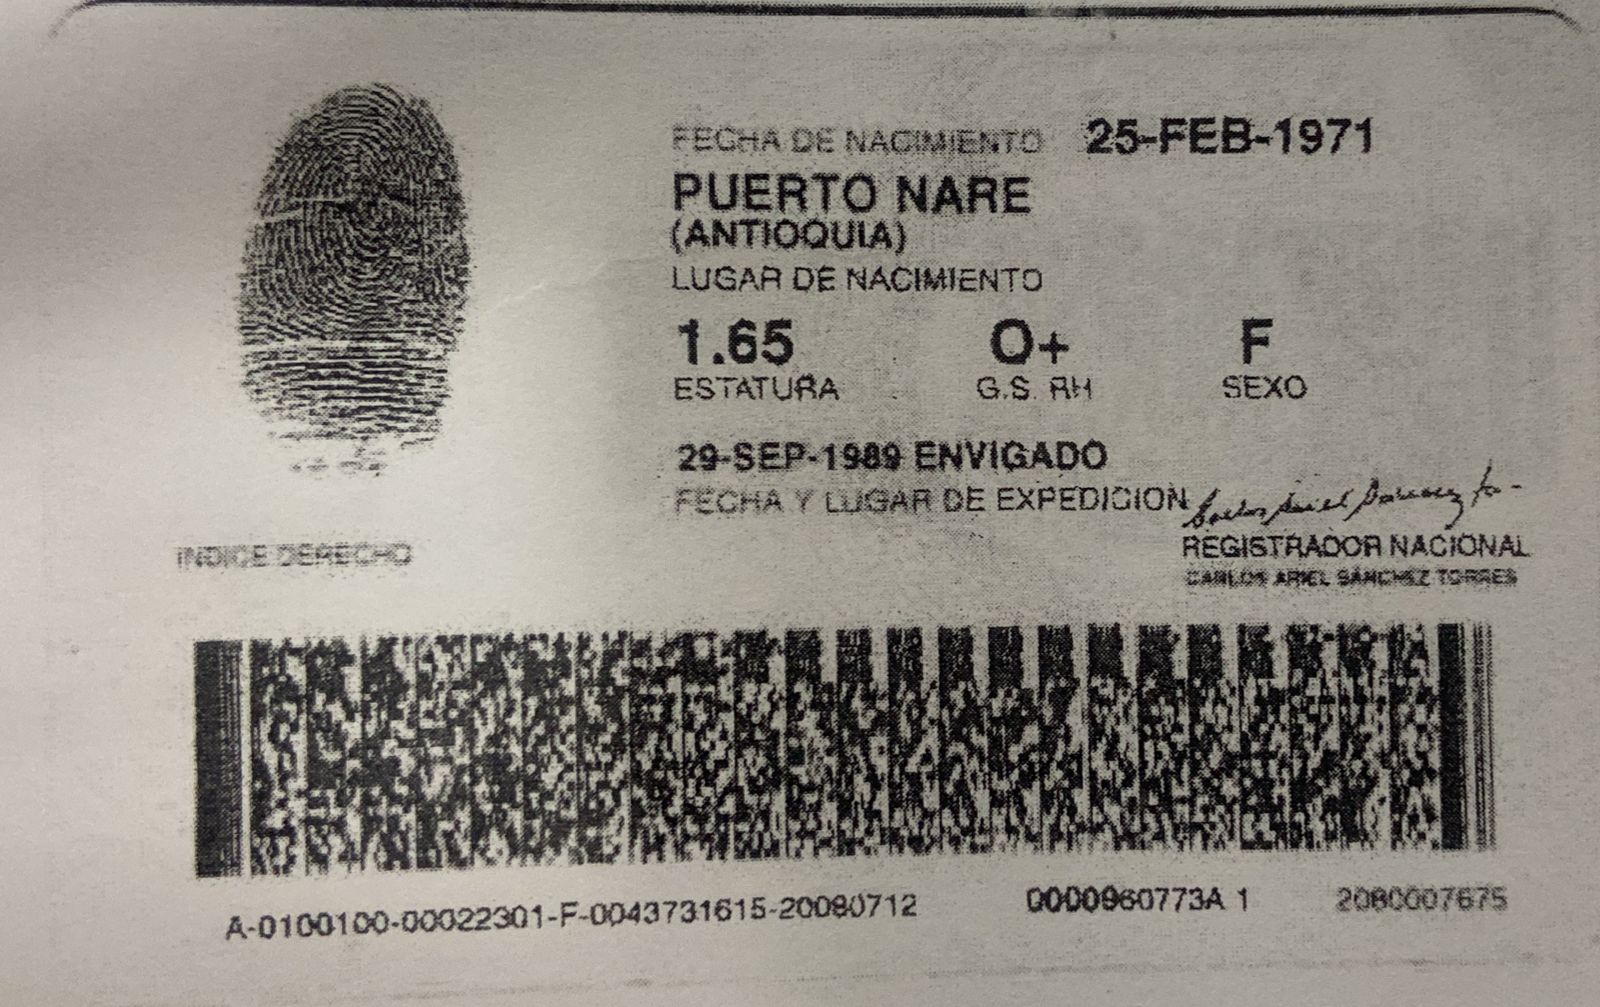 FECHA DE NACIMIENTO 25-FEB-1971
PUERTO NARE
(ANTIOQUIA)
LUGAR DE NACIMIENTO
1.65 O+ F
ESTATURA G.S. RH SEXO
29-SEP-1989 ENVIGADO
FECHA Y LUGAR DE EXPEDICION
INDICE DERECHO
REGISTRADOR NACIONAL
CARLOS ARIEL SÁNCHEZ TORRES
A-0100100-00022301-F-0043731615-20080712 0000960773A 1 2080007675